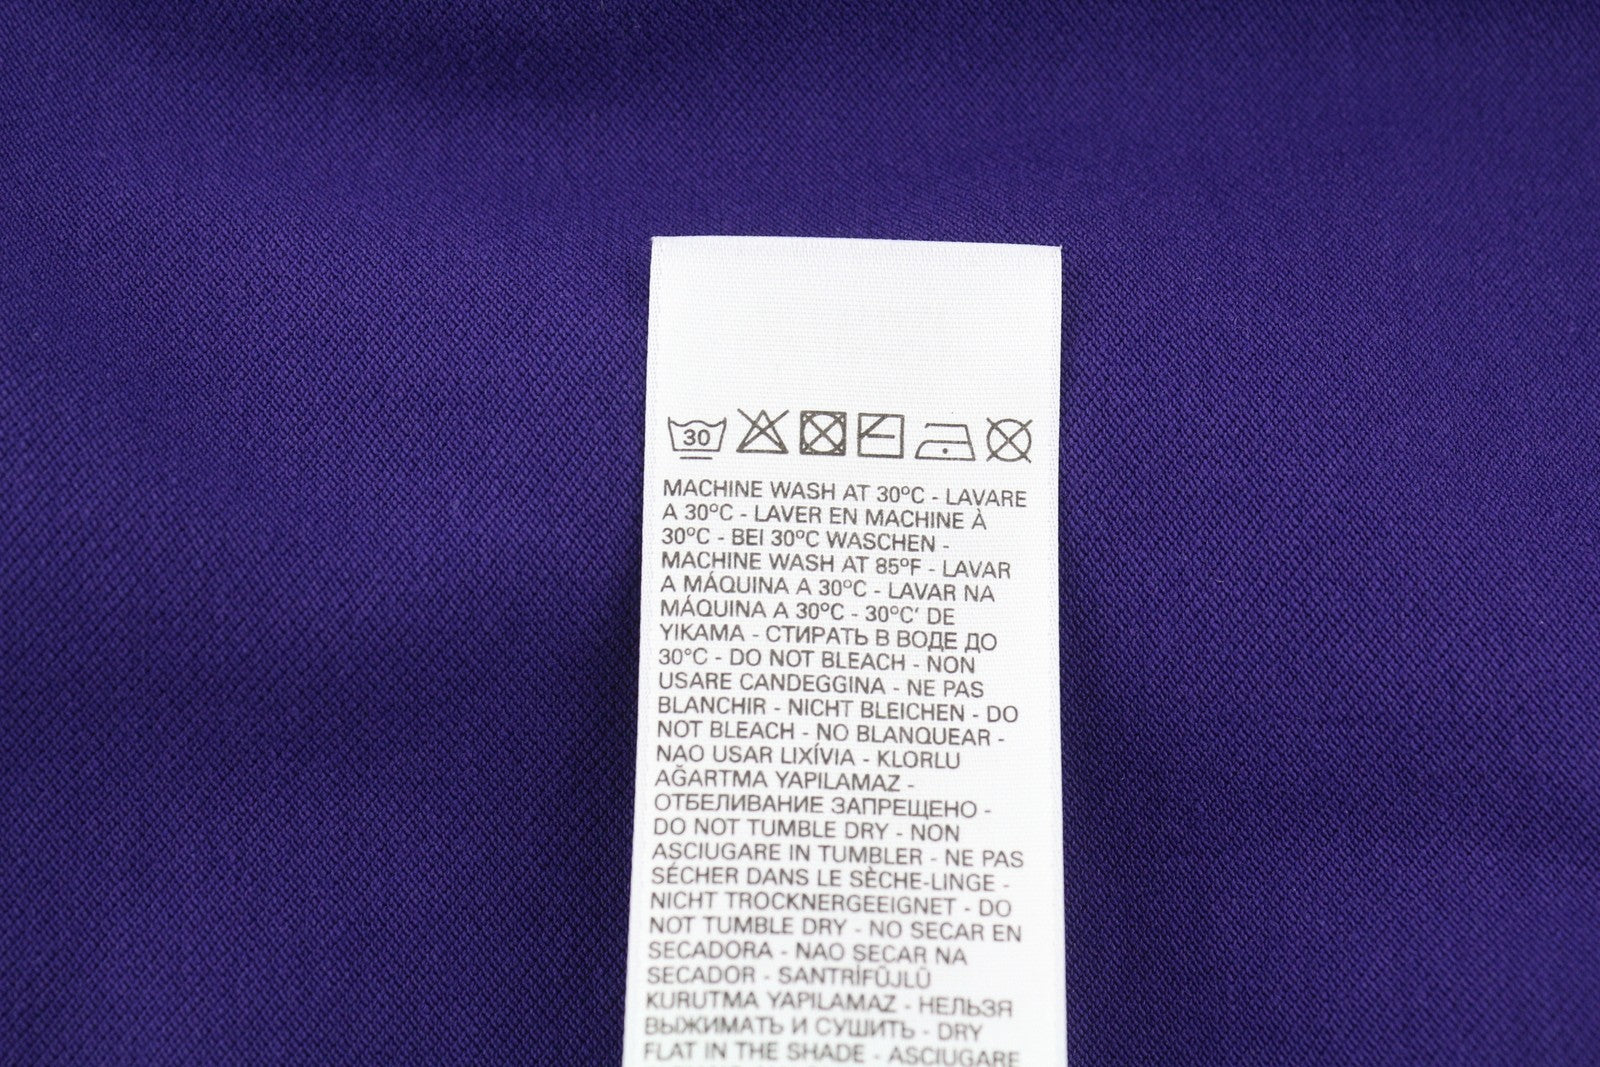 30
MACHINE WASH AT 30°C - LAVARE
A 30°C - LAVER EN MACHINE À
30°C - BEI 30°C WASCHEN -
MACHINE WASH AT 85°F - LAVAR
A MÁQUINA A 30°C - LAVAR NA
MÁQUINA A 30°C - 30°C' DE
YIKAMA - СТИРАТЬ В ВОДЕ ДО
30°C - DO NOT BLEACH - NON
USARE CANDEGGINA - NE PAS
BLANCHIR - NICHT BLEICHEN - DO
NOT BLEACH - NO BLANQUEAR -
NAO USAR LIXÍVIA - KLORLU
AĞARTMA YAPILAMAZ -
ОТБЕЛИВАНИЕ ЗАПРЕЩЕНО -
DO NOT TUMBLE DRY - NON
ASCIUGARE IN TUMBLER - NE PAS
SÉCHER DANS LE SÈCHE-LINGE -
NICHT TROCKNERGEEIGNET - DO
NOT TUMBLE DRY - NO SECAR EN
SECADORA - NAO SECAR NA
SECADOR - SANTRİFÜJLÜ
KURUTMA YAPILAMAZ - НЕЛЬЗЯ
ВЫЖИМАТЬ И СУШИТЬ - DRY
FLAT IN THE SHADE - ASCIUGARE